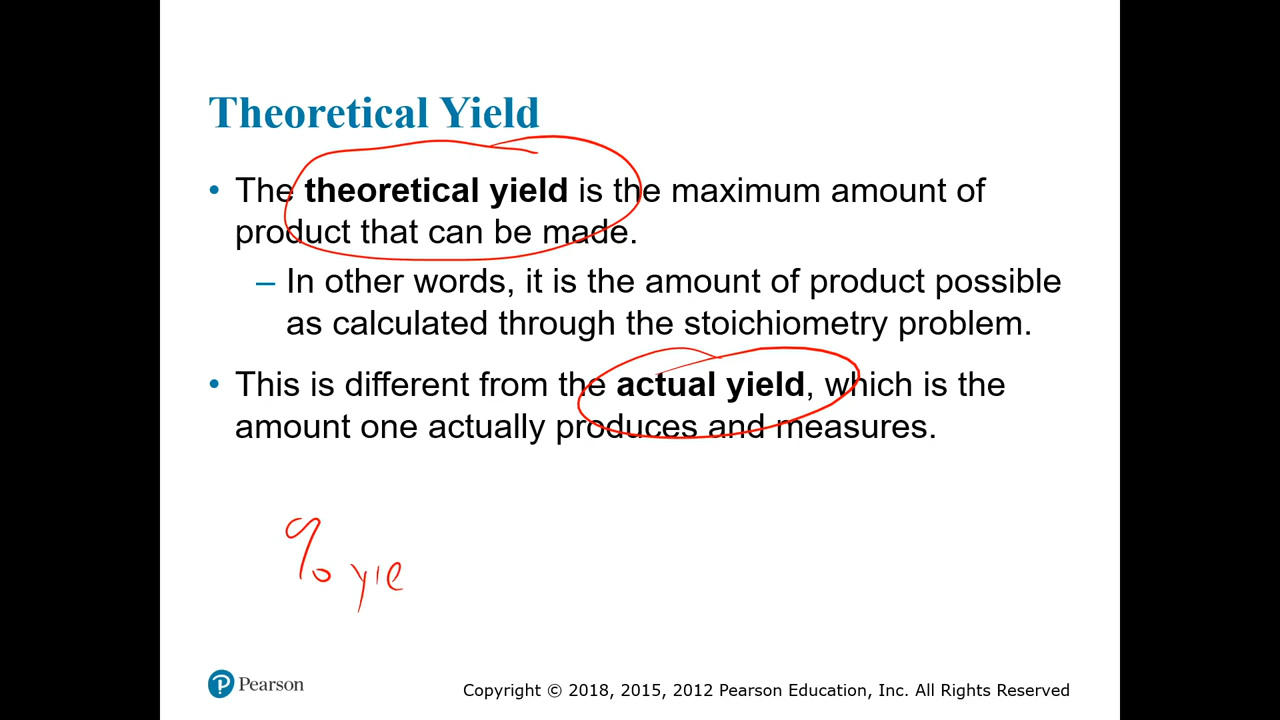 Theoretical Yield
• The theoretical yield is the maximum amount of
product that can be made.
– In other words, it is the amount of product possible
as calculated through the stoichiometry problem.
• This is different from the actual yield, which is the
amount one actually produces and measures.
% yie
Pearson
Copyright © 2018, 2015, 2012 Pearson Education, Inc. All Rights Reserved